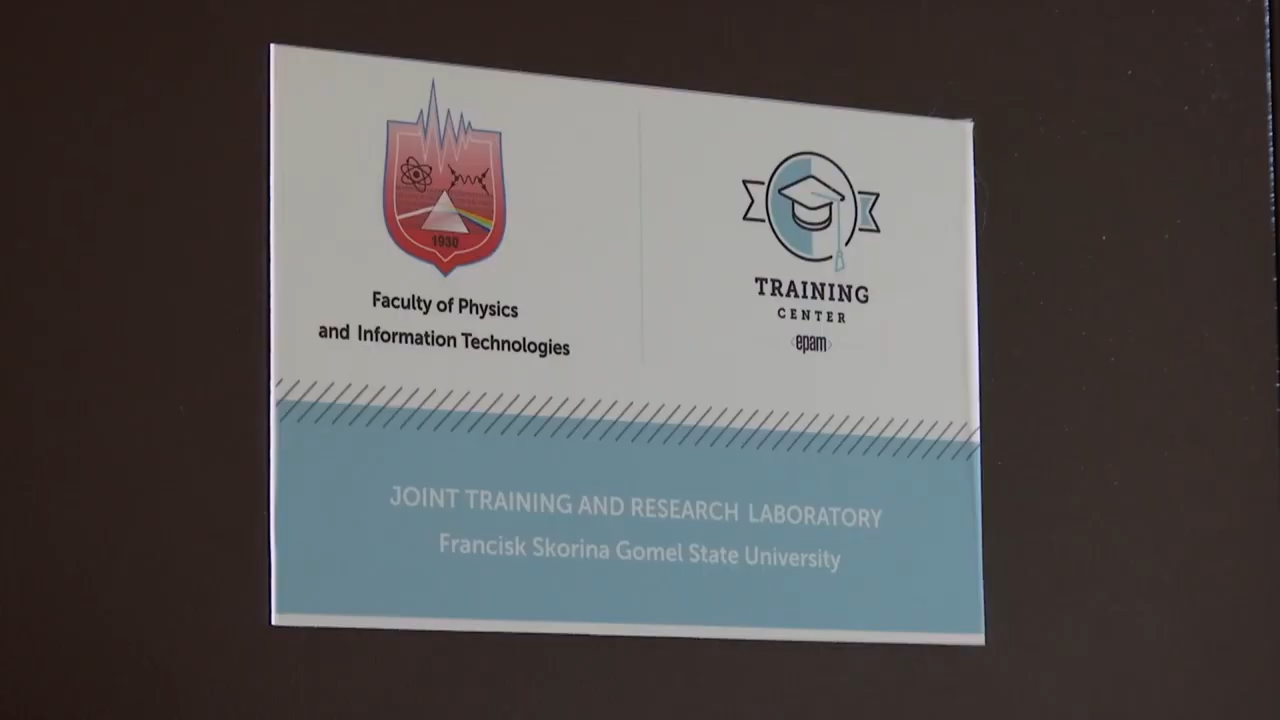 1930
Faculty of Physics
and Information Technologies
TRAINING
CENTER
<epam>
JOINT TRAINING AND RESEARCH LABORATORY
Francisk Skorina Gomel State University